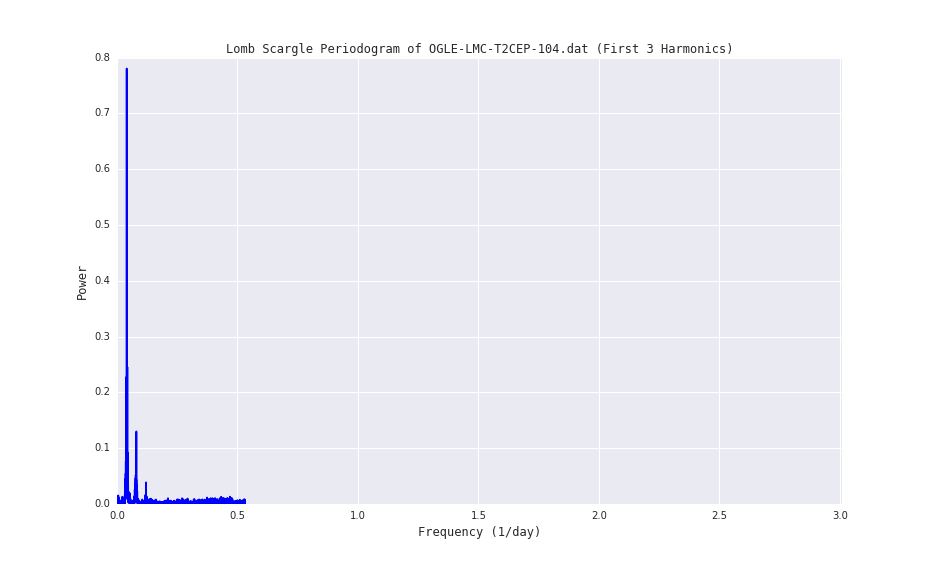 Lomb Scargle Periodogram of OGLE-LMC-T2CEP-104.dat (First 3 Harmonics)
0.8
0.7
0.6
0.5
0.4
0.3
0.2
0.1
0.0
Power
0.0 0.5 1.0 1.5 2.0 2.5 3.0
Frequency (1/day)